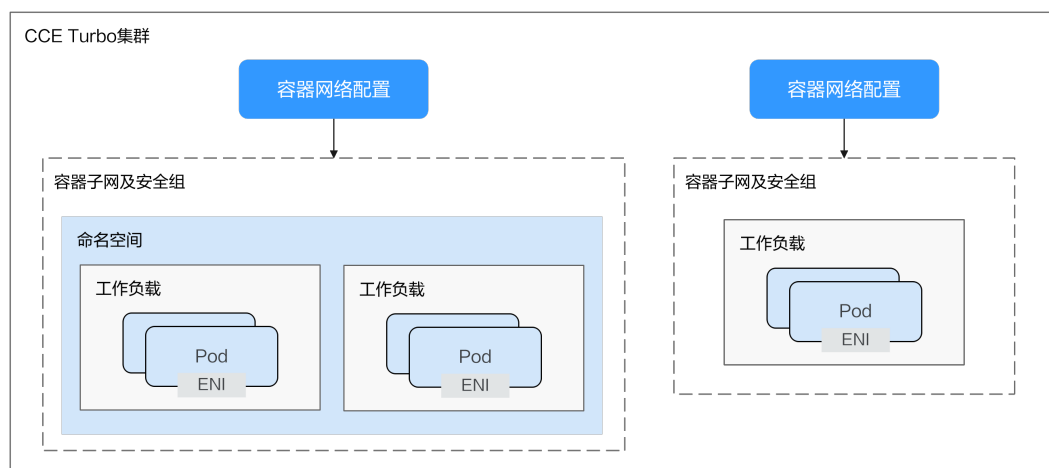 CCE Turbo集群
容器网络配置
容器网络配置
容器子网及安全组
命名空间
工作负载
Pod
ENI
工作负载
Pod
ENI
容器子网及安全组
工作负载
Pod
ENI